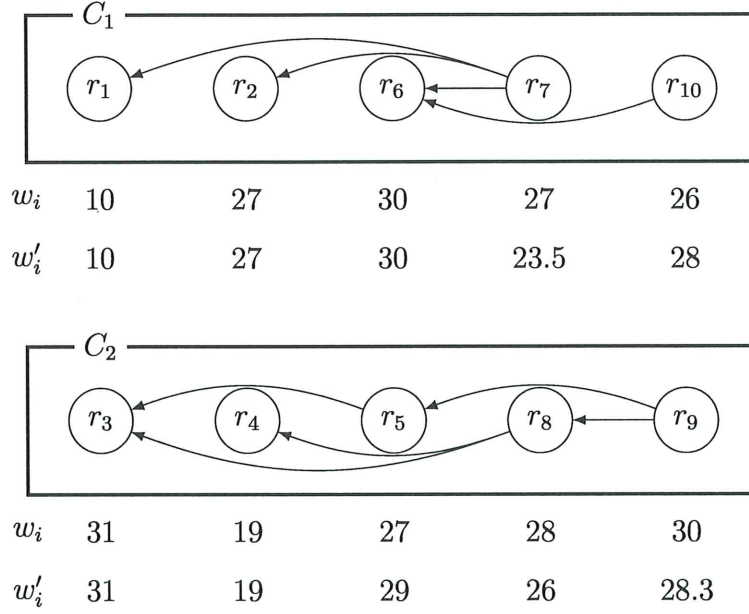 C₁
r₁ r₂ r₆ r₇ r₁₀
wᵢ 10 27 30 27 26
w′ᵢ 10 27 30 23.5 28
C₂
r₃ r₄ r₅ r₈ r₉
wᵢ 31 19 27 28 30
w′ᵢ 31 19 29 26 28.3